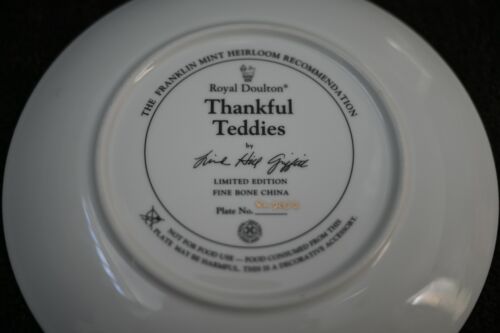 THE FRANKLIN MINT HEIRLOOM RECOMMENDATION
Royal Doulton®
Thankful
Teddies
by
LIMITED EDITION
FINE BONE CHINA
Plate No.
NOT FOR FOOD USE — FOOD CONSUMED FROM THIS
PLATE MAY BE HARMFUL. THIS IS A DECORATIVE ACCESSORY.